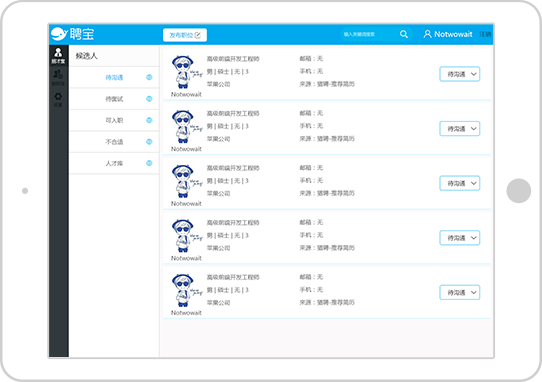 聘宝
发布职位
输入关键词搜索
Notwowait
注销
招才宝
候选人
待沟通
待面试
可入职
不合适
人才库
高级前端开发工程师
男 | 硕士 | 无 | 3
苹果公司
Notwowait
邮箱：无
手机：无
来源：猎聘-推荐简历
待沟通
高级前端开发工程师
男 | 硕士 | 无 | 3
苹果公司
Notwowait
邮箱：无
手机：无
来源：猎聘-推荐简历
待沟通
高级前端开发工程师
男 | 硕士 | 无 | 3
苹果公司
Notwowait
邮箱：无
手机：无
来源：猎聘-推荐简历
待沟通
高级前端开发工程师
男 | 硕士 | 无 | 3
苹果公司
Notwowait
邮箱：无
手机：无
来源：猎聘-推荐简历
待沟通
高级前端开发工程师
男 | 硕士 | 无 | 3
苹果公司
Notwowait
邮箱：无
手机：无
来源：猎聘-推荐简历
待沟通